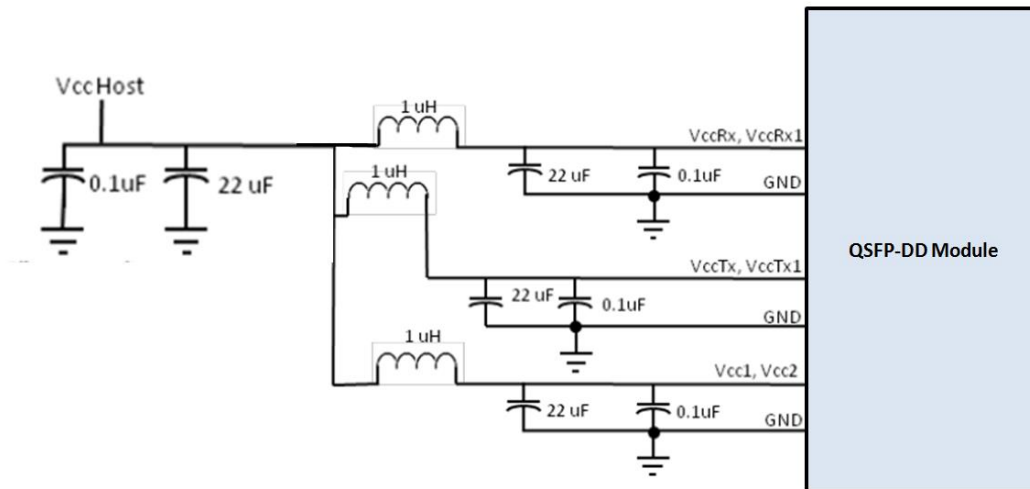 VccHost
0.1uF
22 uF
1 uH
VccRx, VccRx1
22 uF
0.1uF
GND
1 uH
VccTx, VccTx1
22 uF
0.1uF
GND
1 uH
Vcc1, Vcc2
22 uF
0.1uF
GND
QSFP-DD Module